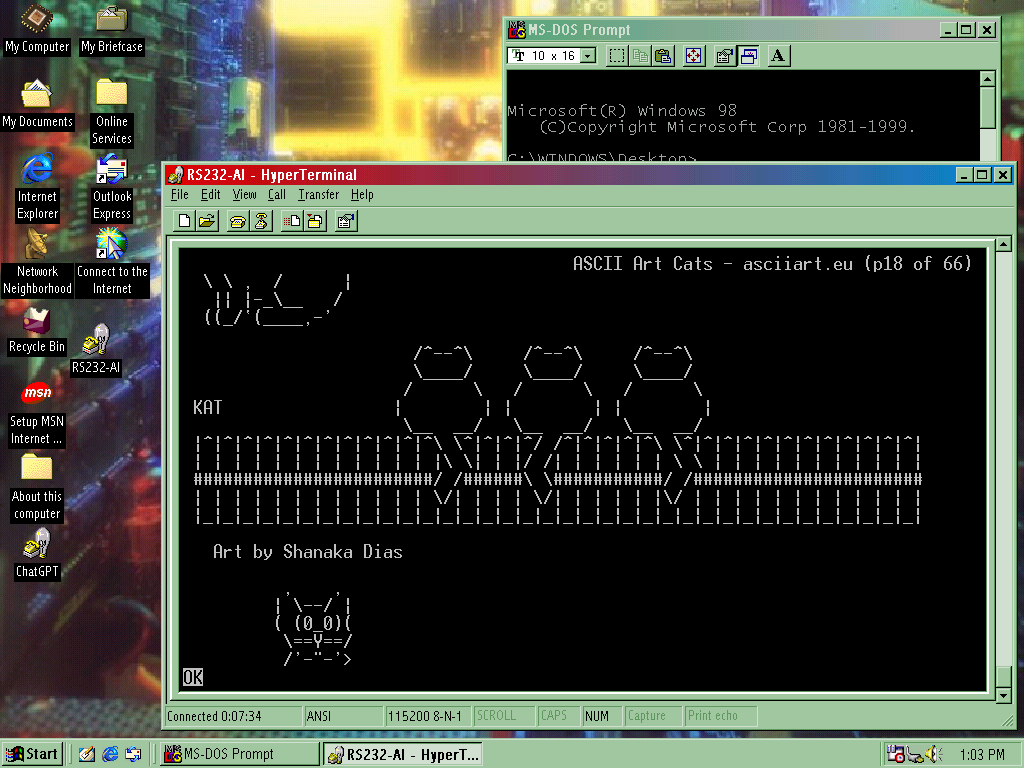 My Computer
My Briefcase
My Documents
Online
Services
Internet
Explorer
Outlook
Express
Network
Neighborhood
Connect to the
Internet
Recycle Bin
RS232-AI
msn
Setup MSN
Internet ...
About this
computer
ChatGPT
MS-DOS Prompt
10 x 16
A
Microsoft(R) Windows 98
(C)Copyright Microsoft Corp 1981-1999.
C:\WINDOWS\Desktop>
RS232-AI - HyperTerminal
File Edit View Call Transfer Help
ASCII Art Cats - asciiart.eu (p18 of 66)
KAT
Art by Shanaka Dias
OK
Connected 0:07:34 ANSI 115200 8-N-1 SCROLL CAPS NUM Capture Print echo
Start MS-DOS Prompt RS232-AI - HyperT... 1:03 PM